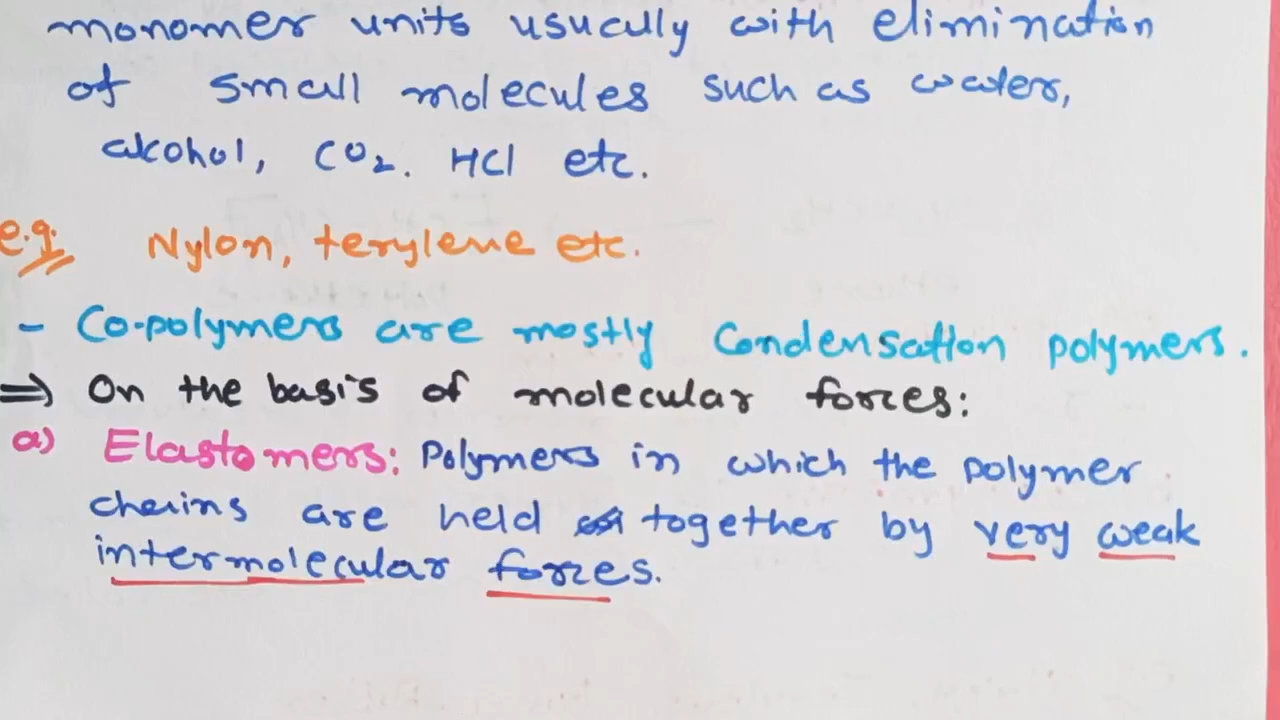 monomer units usually with elimination
of small molecules such as water,
alcohol, CO₂. HCl etc.
e.g. Nylon, terylene etc.
- Co-polymers are mostly Condensation polymers.
⇒ On the basis of molecular forces:
a) Elastomers: Polymers in which the polymer
chains are held together by very weak
intermolecular forces.